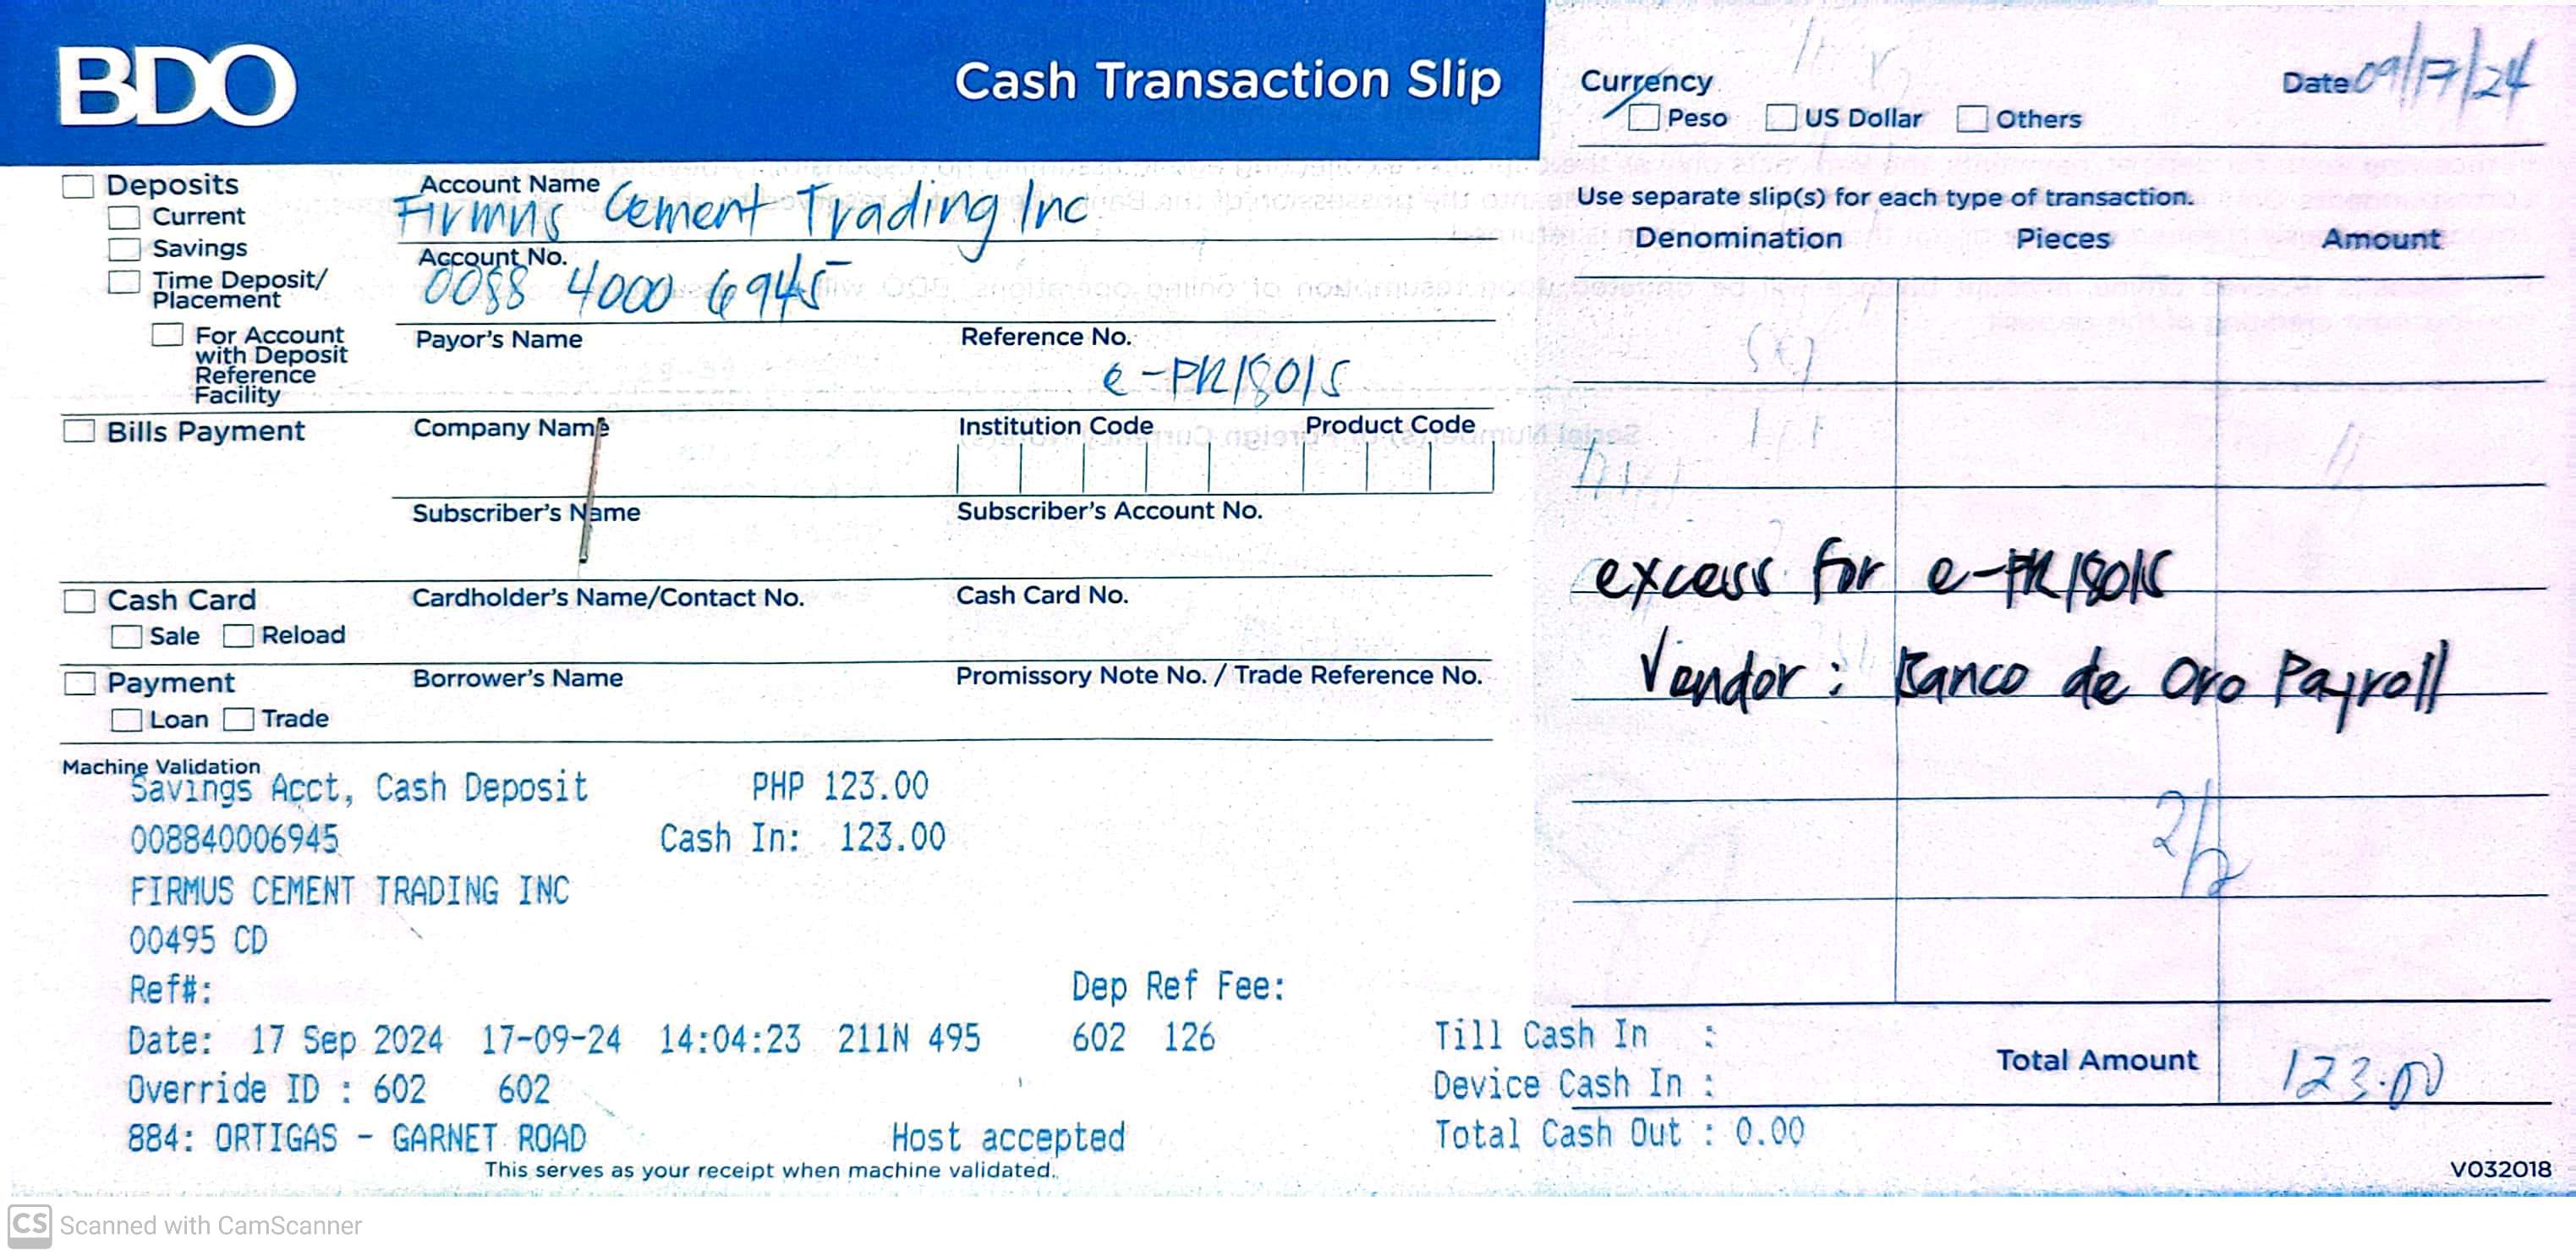 BDO
Cash Transaction Slip
Currency
Peso US Dollar Others
Date 09/17/24
Deposits
Current
Savings
Time Deposit/
Placement
For Account
with Deposit
Reference
Facility
Account Name
Firmus Cement Trading Inc
Account No.
0088 4000 6945
Payor's Name
Reference No.
e-PR18015
Use separate slip(s) for each type of transaction.
Denomination Pieces Amount
Bills Payment
Company Name
Institution Code Product Code
Subscriber's Name
Subscriber's Account No.
excess for e-PR18015
Vendor: Banco de Oro Payroll
2/2
Cash Card
Sale Reload
Cardholder's Name/Contact No.
Cash Card No.
Payment
Loan Trade
Borrower's Name
Promissory Note No. / Trade Reference No.
Machine Validation
Savings Acct, Cash Deposit PHP 123.00
008840006945 Cash In: 123.00
FIRMUS CEMENT TRADING INC
00495 CD
Ref#: Dep Ref Fee:
Date: 17 Sep 2024 17-09-24 14:04:23 211N 495 602 126
Override ID : 602 602
884: ORTIGAS - GARNET ROAD Host accepted
This serves as your receipt when machine validated.
Till Cash In :
Device Cash In :
Total Cash Out : 0.00
Total Amount 123.00
V032018
CS Scanned with CamScanner